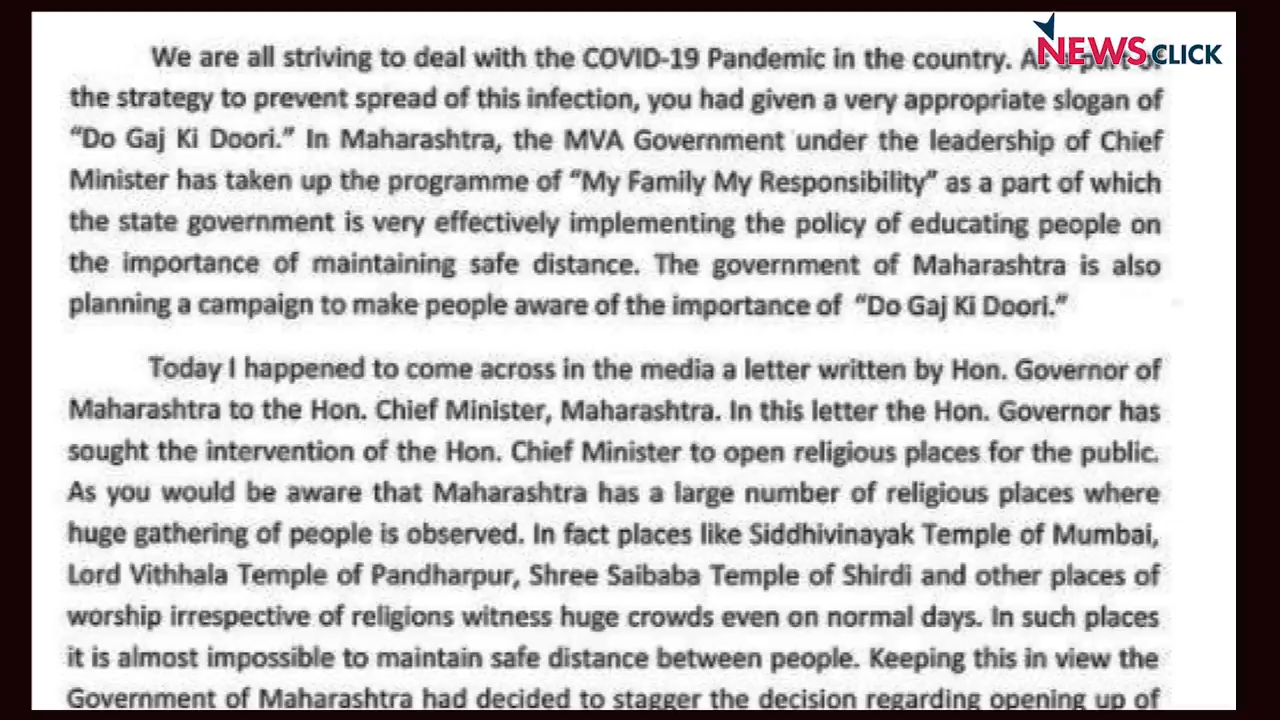 NEWSCLICK
We are all striving to deal with the COVID-19 Pandemic in the country. As a part of
the strategy to prevent spread of this infection, you had given a very appropriate slogan of
“Do Gaj Ki Doori.” In Maharashtra, the MVA Government under the leadership of Chief
Minister has taken up the programme of “My Family My Responsibility” as a part of which
the state government is very effectively implementing the policy of educating people on
the importance of maintaining safe distance. The government of Maharashtra is also
planning a campaign to make people aware of the importance of “Do Gaj Ki Doori.”
Today I happened to come across in the media a letter written by Hon. Governor of
Maharashtra to the Hon. Chief Minister, Maharashtra. In this letter the Hon. Governor has
sought the intervention of the Hon. Chief Minister to open religious places for the public.
As you would be aware that Maharashtra has a large number of religious places where
huge gathering of people is observed. In fact places like Siddhivinayak Temple of Mumbai,
Lord Vithhala Temple of Pandharpur, Shree Saibaba Temple of Shirdi and other places of
worship irrespective of religions witness huge crowds even on normal days. In such places
it is almost impossible to maintain safe distance between people. Keeping this in view the
Government of Maharashtra had decided to stagger the decision regarding opening up of